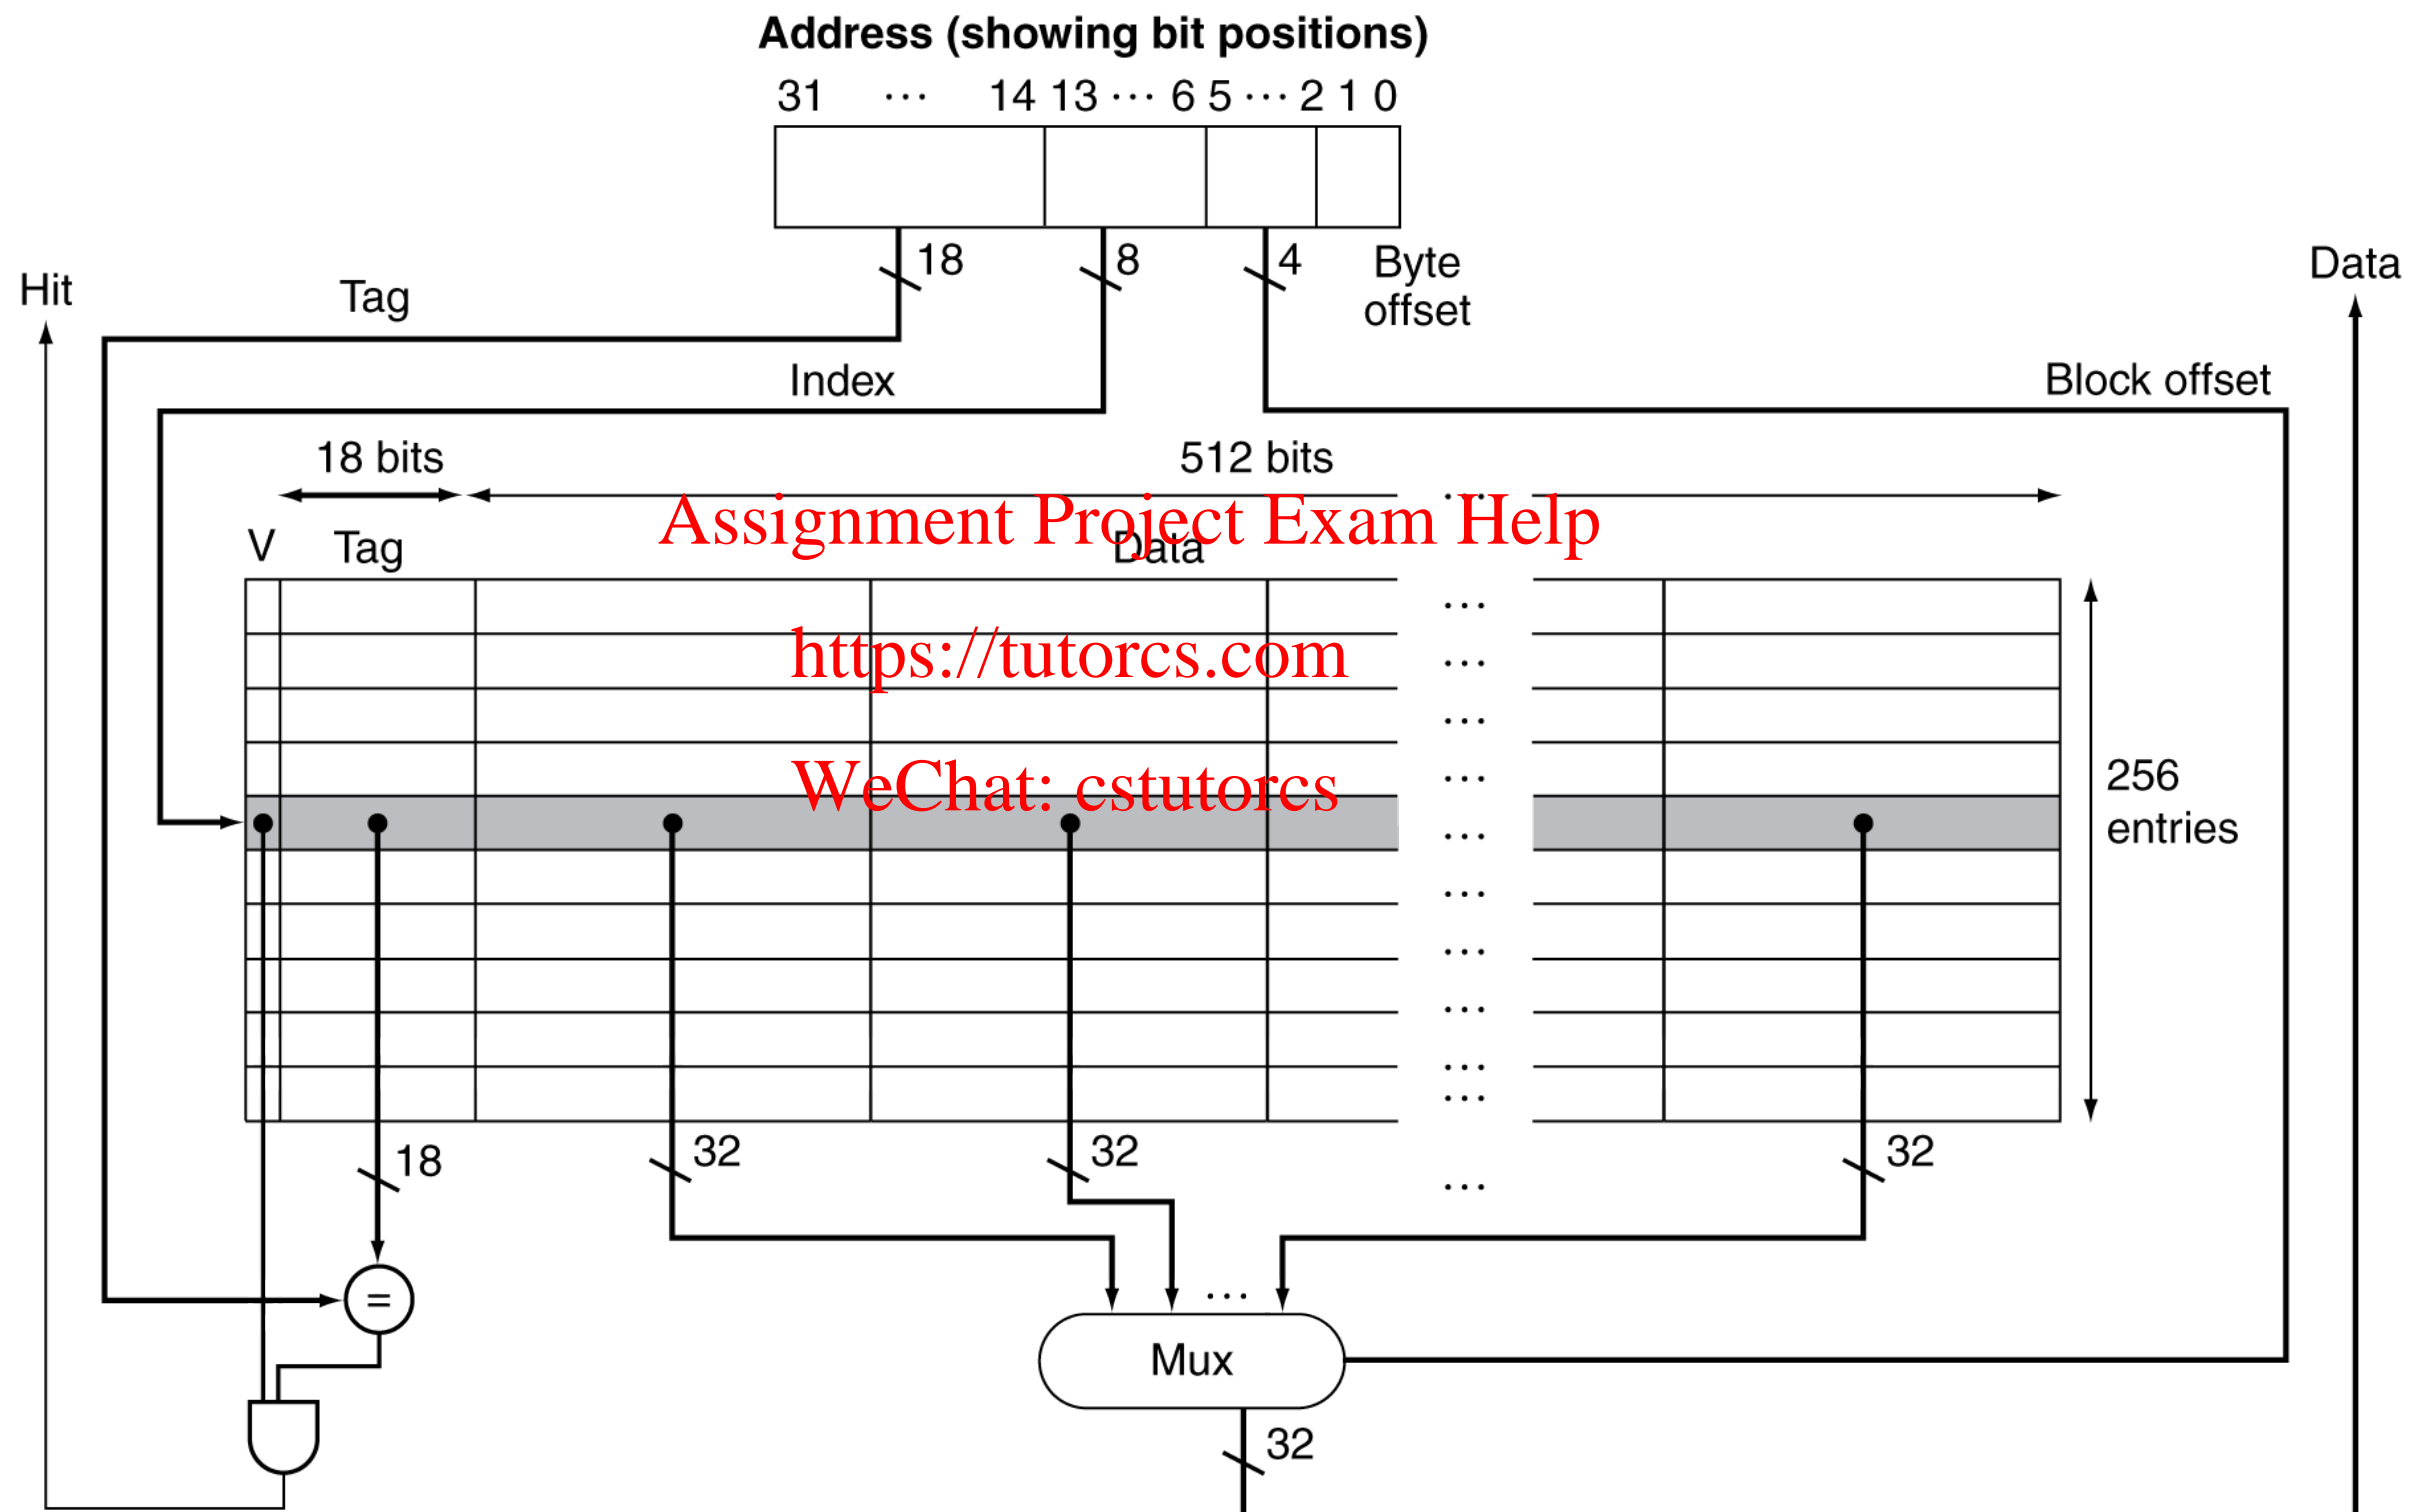 Address (showing bit positions)
31 ··· 14 13 ··· 6 5 ··· 2 1 0
18 8 4 Byte offset
Hit
Data
Tag
Index
Block offset
18 bits
512 bits
···
Assignment Project Exam Help
V
Tag
Data
···
https://tutorcs.com
···
···
WeChat: cstutorcs
···
256
entries
···
···
···
···
···
···
18
32
32
32
···
=
···
Mux
32